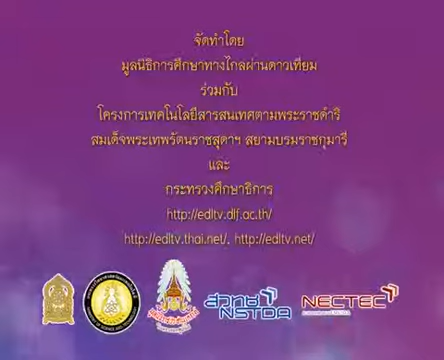 จัดทำโดย
มูลนิธิการศึกษาทางไกลผ่านดาวเทียม
ร่วมกับ
โครงการเทคโนโลยีสารสนเทศตามพระราชดำริ
สมเด็จพระเทพรัตนราชสุดาฯ สยามบรมราชกุมารี
และ
กระทรวงศึกษาธิการ
http://edltv.dlf.ac.th/
http://edltv.thai.net/, http://edltv.net/
สวทช NSTDA
NECTEC